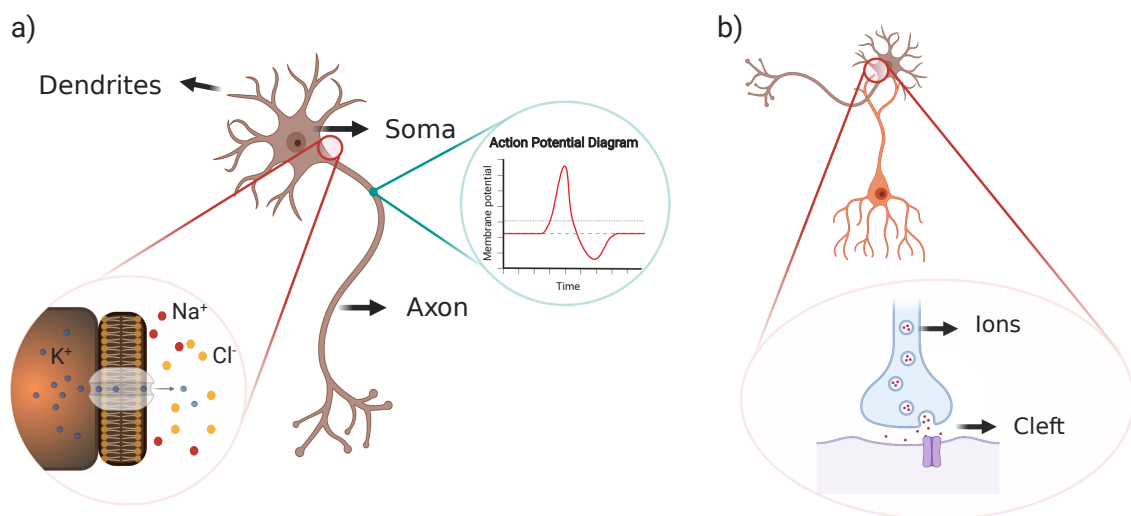 a)
Dendrites
Soma
Action Potential Diagram
Membrane potential
Time
Axon
Na⁺
K⁺
Cl⁻
b)
Ions
Cleft